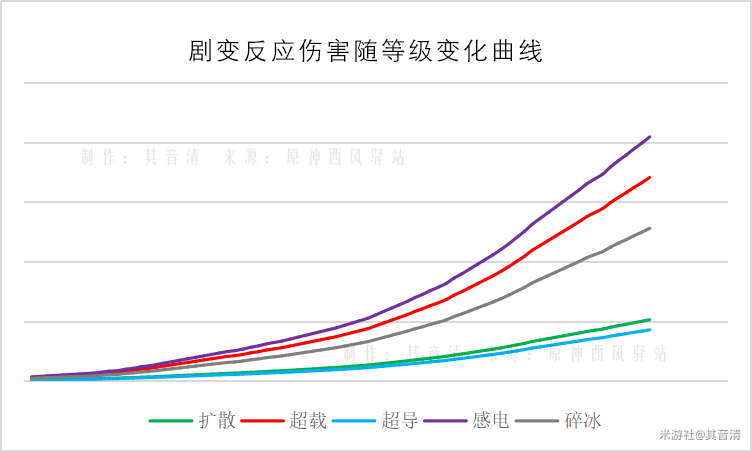 剧变反应伤害随等级变化曲线
制作：其音清 来源：原神西风驿站
制作：其音清 来源：原神西风驿站
扩散 超载 超导 感电 碎冰
米游社@其音清